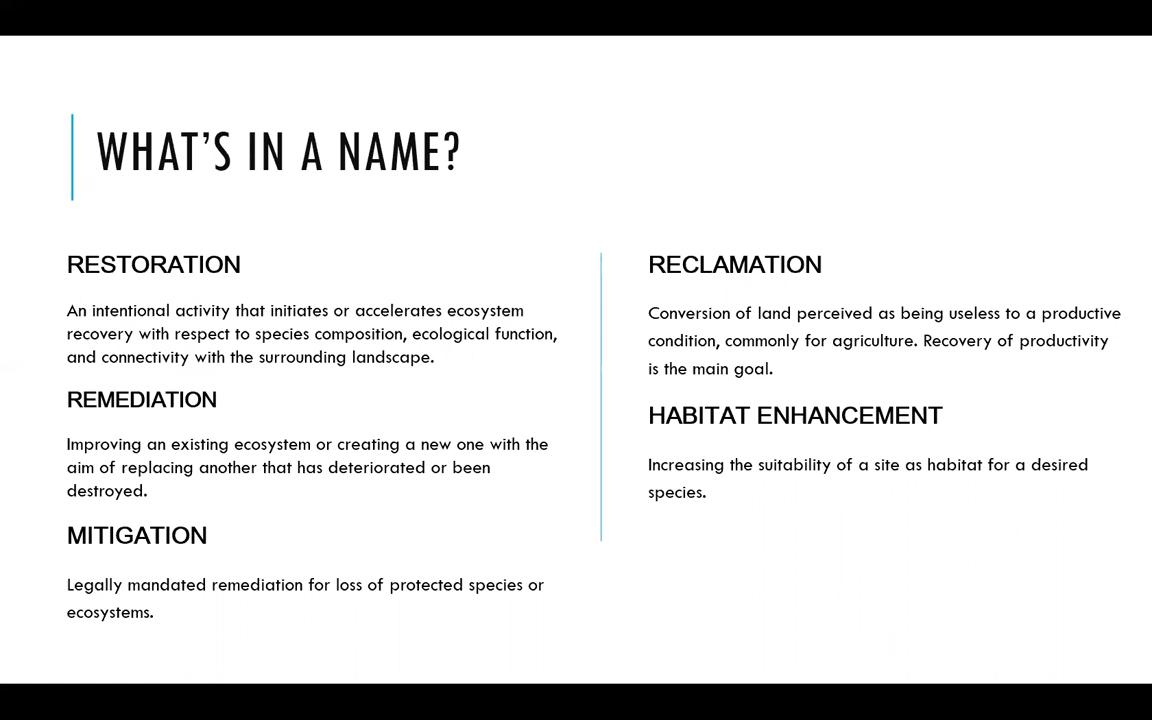 WHAT'S IN A NAME?
RESTORATION
An intentional activity that initiates or accelerates ecosystem
recovery with respect to species composition, ecological function,
and connectivity with the surrounding landscape.
REMEDIATION
Improving an existing ecosystem or creating a new one with the
aim of replacing another that has deteriorated or been
destroyed.
MITIGATION
Legally mandated remediation for loss of protected species or
ecosystems.
RECLAMATION
Conversion of land perceived as being useless to a productive
condition, commonly for agriculture. Recovery of productivity
is the main goal.
HABITAT ENHANCEMENT
Increasing the suitability of a site as habitat for a desired
species.